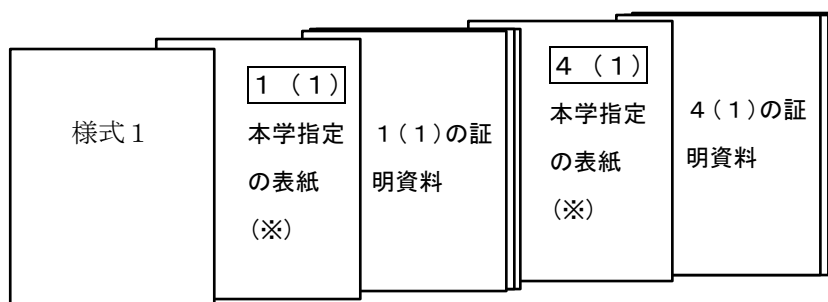 様式１
１（１）
本学指定
の表紙
（※）
１（１）の証
明資料
４（１）
本学指定
の表紙
（※）
４（１）の証
明資料